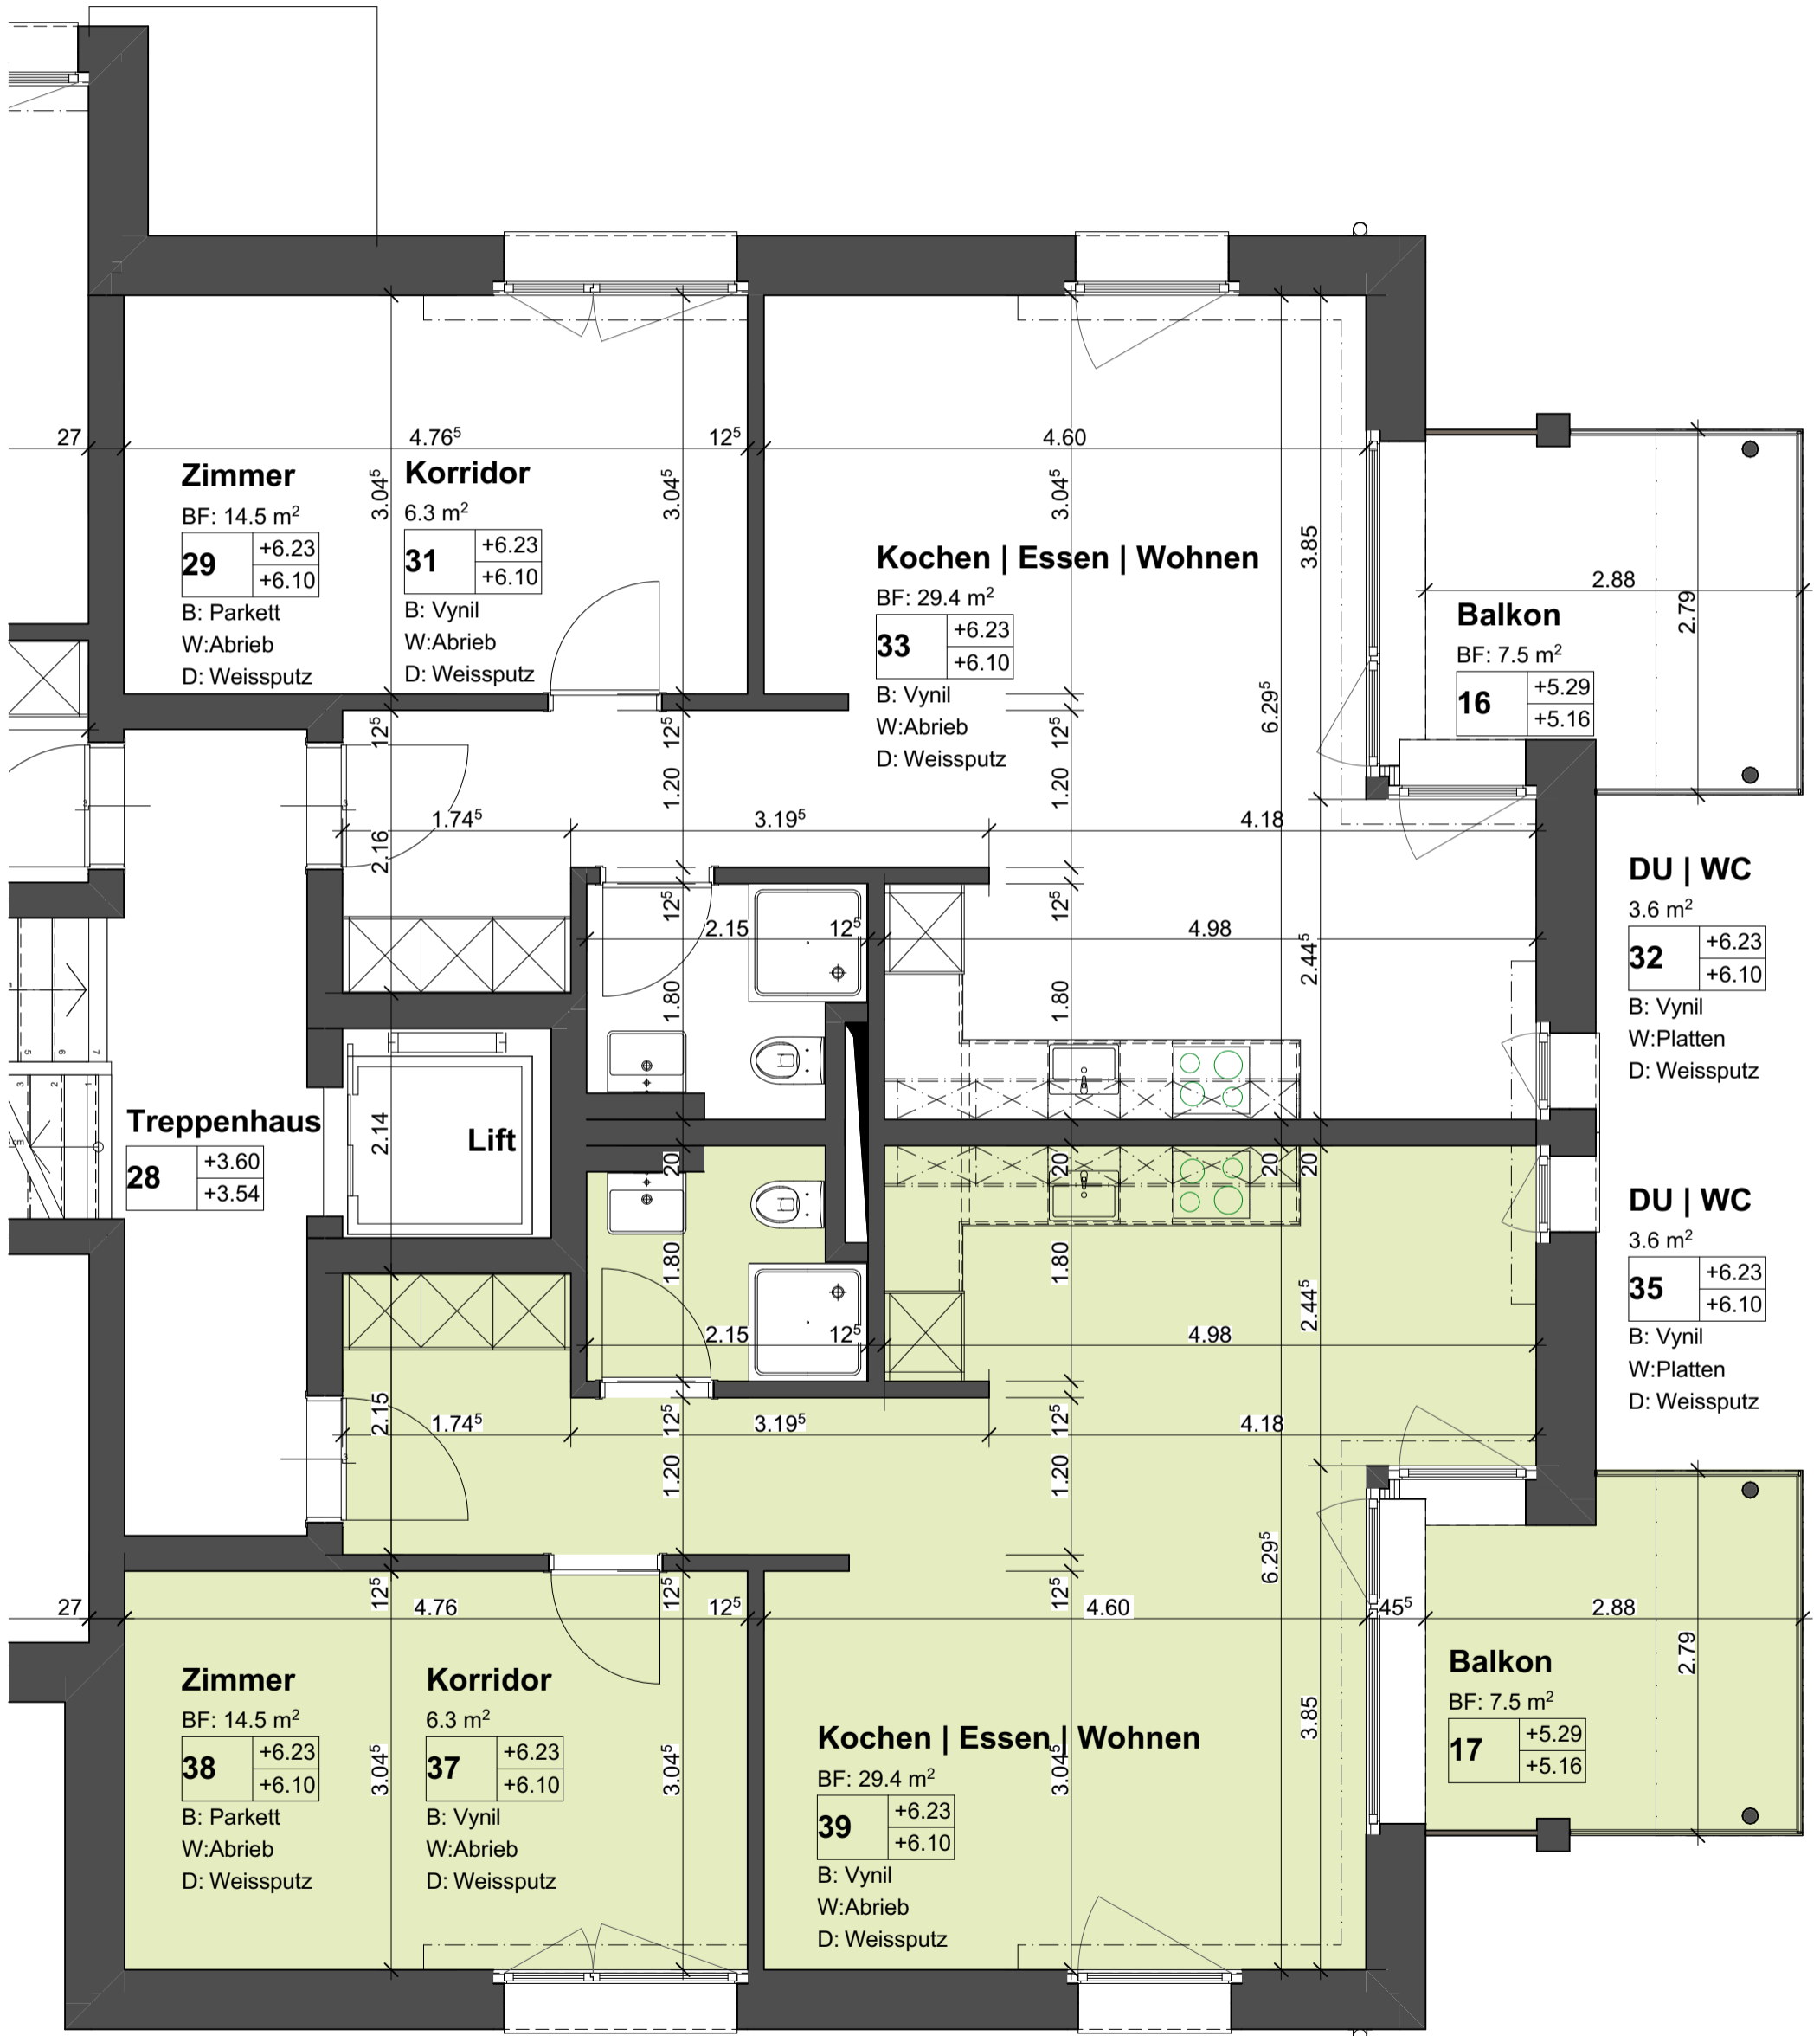 27
4.76⁵
12⁵
4.60
Zimmer
BF: 14.5 m²
29
+6.23
+6.10
B: Parkett
W:Abrieb
D: Weissputz
3.04⁵
Korridor
6.3 m²
31
+6.23
+6.10
B: Vynil
W:Abrieb
D: Weissputz
3.04⁵
3.04⁵
Kochen | Essen | Wohnen
BF: 29.4 m²
33
+6.23
+6.10
B: Vynil
W:Abrieb
D: Weissputz
3.85
6.29⁵
2.88
2.79
Balkon
BF: 7.5 m²
16
+5.29
+5.16
12⁵
12⁵
12⁵
1.20
1.20
3
3
1.74⁵
3.19⁵
4.18
2.16
12⁵
12⁵
2.15
12⁵
4.98
2.44⁵
1.80
1.80
DU | WC
3.6 m²
32
+6.23
+6.10
B: Vynil
W:Platten
D: Weissputz
5
6
7
3
2
1
cm
Treppenhaus
28
+3.60
+3.54
2.14
Lift
20
20
20
20
DU | WC
3.6 m²
35
+6.23
+6.10
B: Vynil
W:Platten
D: Weissputz
1.80
1.80
2.44⁵
2.15
12⁵
4.98
2.15
1.74⁵
12⁵
3.19⁵
12⁵
4.18
3
1.20
1.20
6.29⁵
12⁵
12⁵
12⁵
27
4.76
12⁵
4.60
45⁵
2.88
2.79
Zimmer
BF: 14.5 m²
38
+6.23
+6.10
B: Parkett
W:Abrieb
D: Weissputz
3.04⁵
Korridor
6.3 m²
37
+6.23
+6.10
B: Vynil
W:Abrieb
D: Weissputz
3.04⁵
3.04⁵
Kochen | Essen | Wohnen
BF: 29.4 m²
39
+6.23
+6.10
B: Vynil
W:Abrieb
D: Weissputz
3.85
Balkon
BF: 7.5 m²
17
+5.29
+5.16